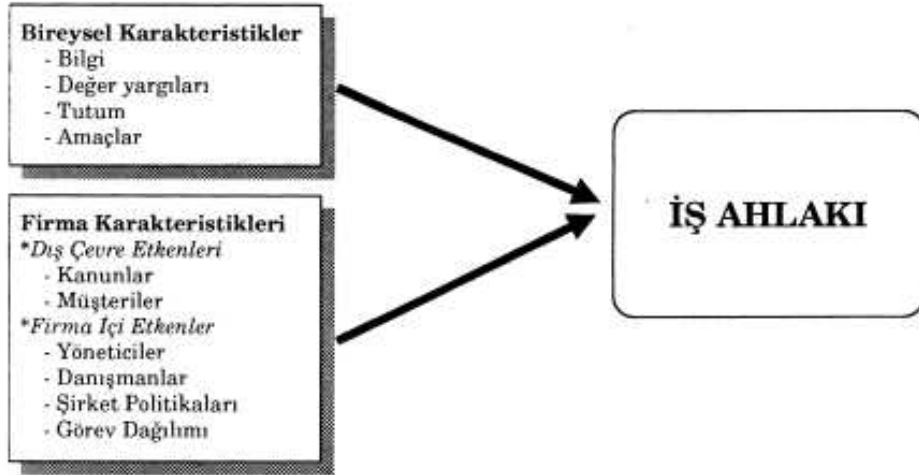 Bireysel Karakteristikler
- Bilgi
- Değer yargıları
- Tutum
- Amaçlar
Firma Karakteristikleri
*Dış Çevre Etkenleri
- Kanunlar
- Müşteriler
*Firma İçi Etkenler
- Yöneticiler
- Danışmanlar
- Şirket Politikaları
- Görev Dağılımı
İŞ AHLAKI